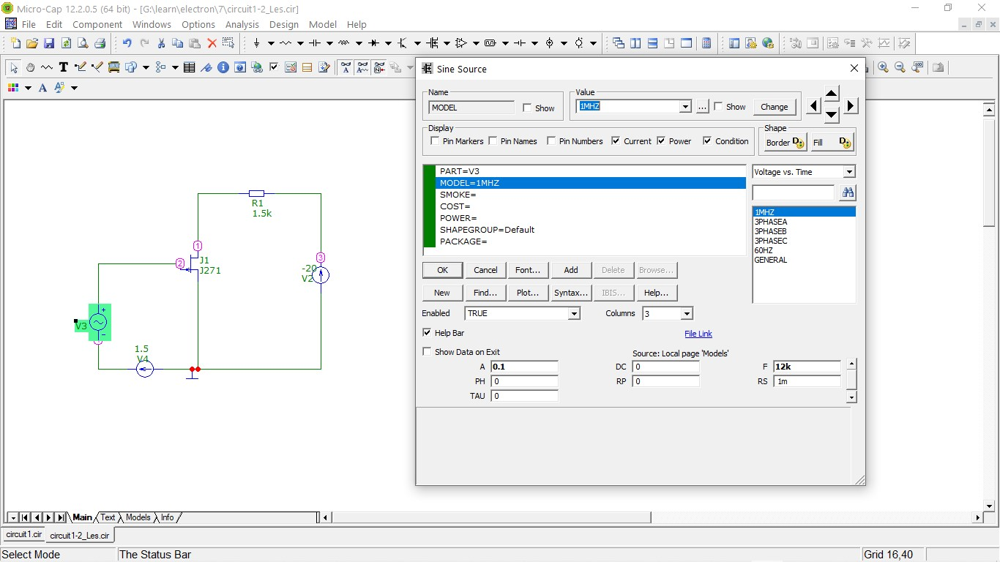 Micro-Cap 12.2.0.5 (64 bit) - [G:\learn\electron\7\circuit1-2_Les.cir]
File Edit Component Windows Options Analysis Design Model Help
Sine Source
Name
MODEL
Show
Value
1MHZ
... Show Change
Display
Pin Markers Pin Names Pin Numbers Current Power Condition
Shape
Border Fill
PART=V3
MODEL=1MHZ
SMOKE=
COST=
POWER=
SHAPEGROUP=Default
PACKAGE=
Voltage vs. Time
1MHZ
3PHASEA
3PHASEB
3PHASEC
60HZ
GENERAL
OK Cancel Font... Add Delete Browse...
New Find... Plot... Syntax... IBIS... Help...
Enabled TRUE Columns 3
Help Bar File Link
Show Data on Exit Source: Local page 'Models'
A 0.1 DC 0 F 12k
PH 0 RP 0 RS 1m
TAU 0
R1
1.5k
1
2
J1
J271
3
-20
V2
V3
1.5
V4
Main Text Models Info
circuit1.cir circuit1-2_Les.cir
Select Mode The Status Bar Grid 16,40